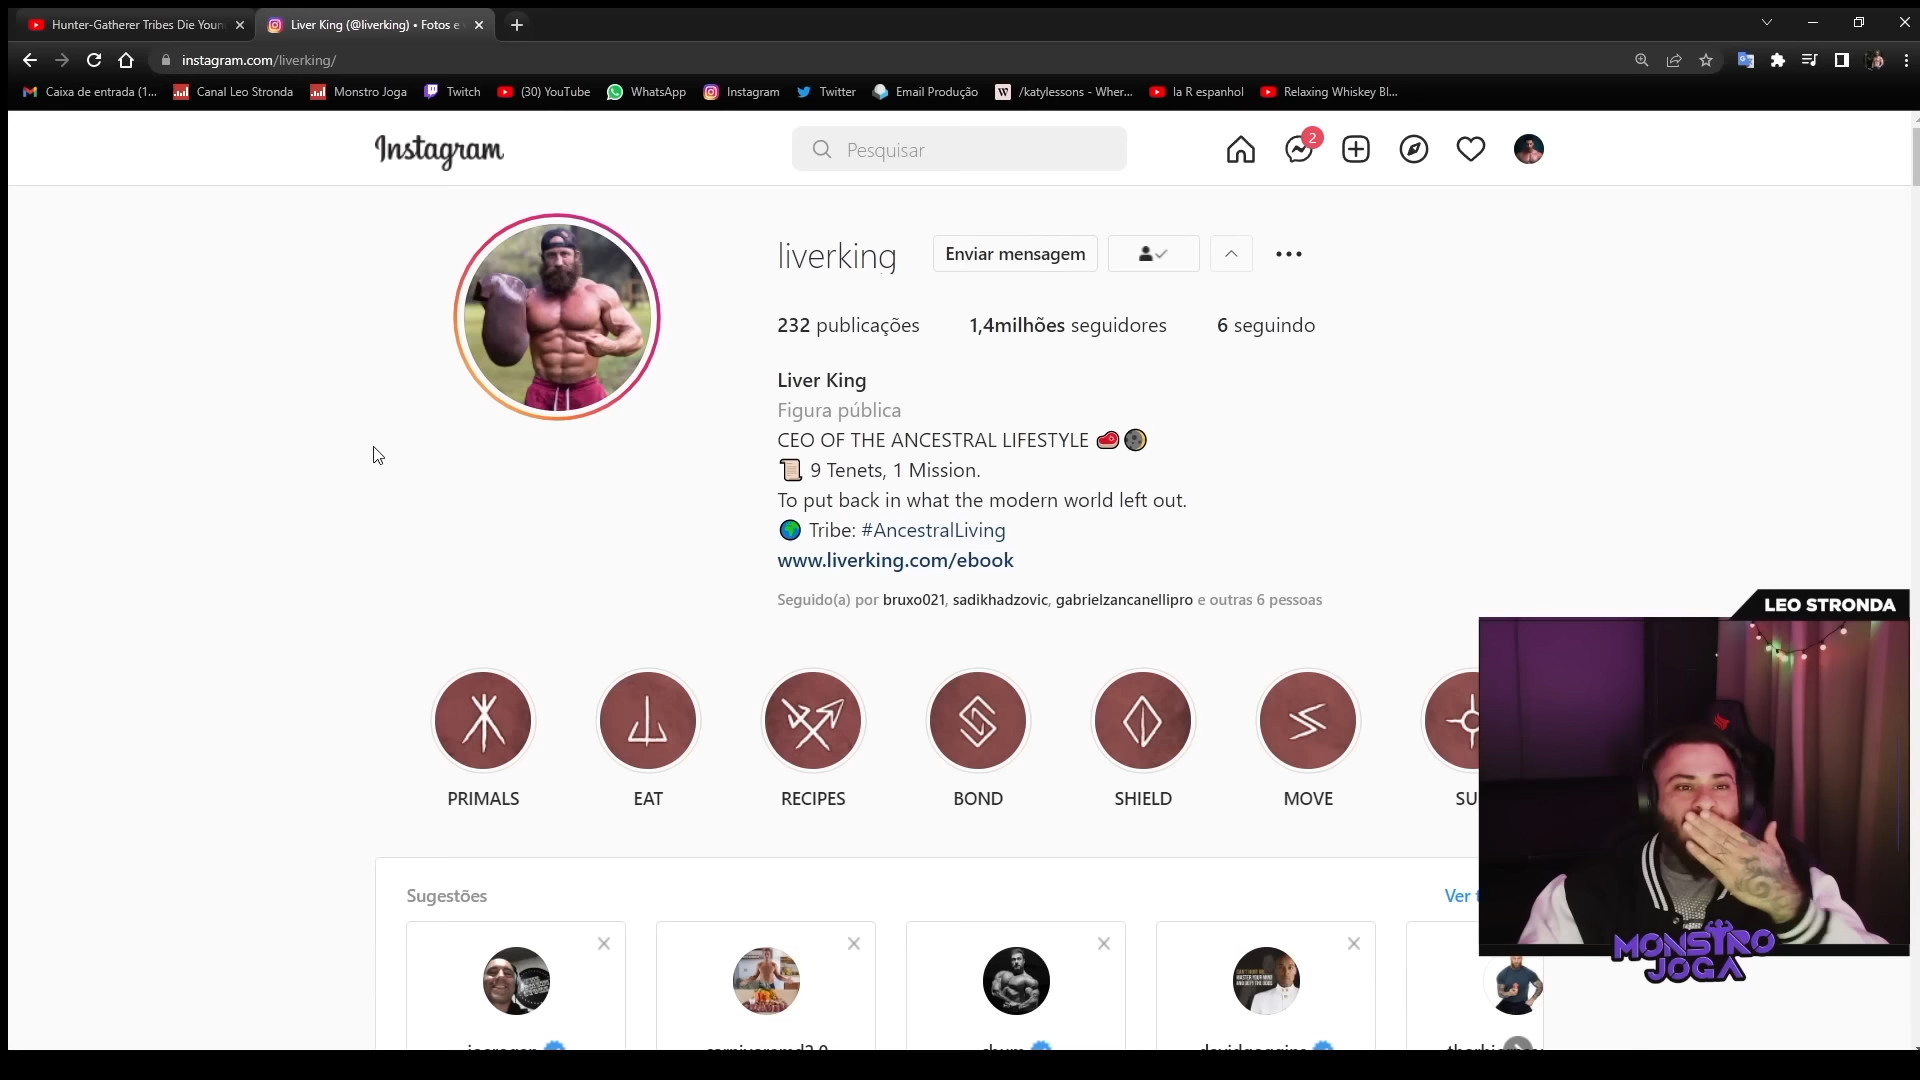 Hunter-Gatherer Tribes Die Youn
Liver King (@liverking) • Fotos e
instagram.com/liverking/
Caixa de entrada (1...
Canal Leo Stronda
Monstro Joga
Twitch
(30) YouTube
WhatsApp
Instagram
Twitter
Email Produção
/katylessons - Wher...
la R espanhol
Relaxing Whiskey Bl...
Instagram
Pesquisar
2
liverking
Enviar mensagem
232 publicações
1,4milhões seguidores
6 seguindo
Liver King
Figura pública
CEO OF THE ANCESTRAL LIFESTYLE
9 Tenets, 1 Mission.
To put back in what the modern world left out.
Tribe: #AncestralLiving
www.liverking.com/ebook
Seguido(a) por bruxo021, sadikhadzovic, gabrielzancanellipro e outras 6 pessoas
LEO STRONDA
PRIMALS
EAT
RECIPES
BOND
SHIELD
MOVE
SU
Sugestões
Ver t
MONSTRO
JOGA